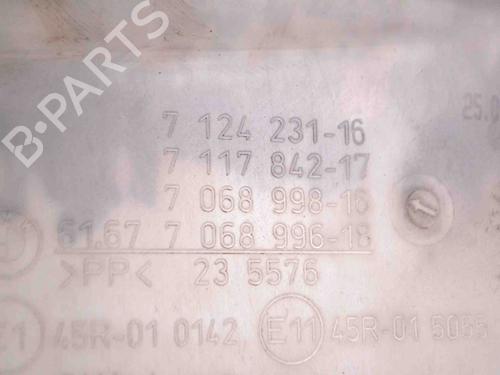 B-PARTS
7 124 231-16
25.
7 117 842-17
7 068 998-16
61.67 7 068 996-18
>PP< 23 5576
E1 45R-01 0142 E11 45R-01